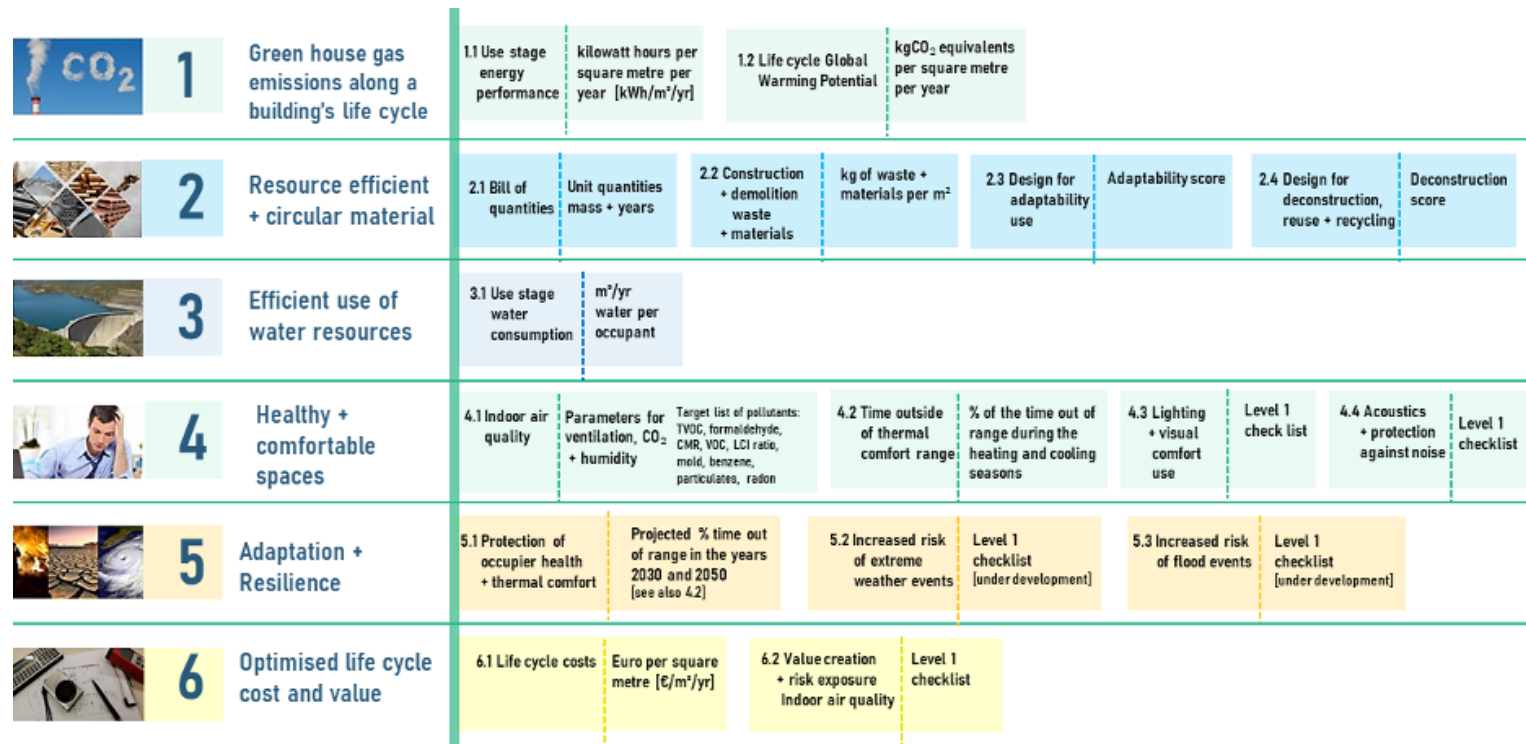 CO2
1
Green house gas
emissions along a
building's life cycle
1.1 Use stage
energy
performance
kilowatt hours per
square metre per
year [kWh/m²/yr]
1.2 Life cycle Global
Warming Potential
kgCO₂ equivalents
per square metre
per year
2
Resource efficient
+ circular material
2.1 Bill of
quantities
Unit quantities
mass + years
2.2 Construction
+ demolition
waste
+ materials
kg of waste +
materials per m²
2.3 Design for
adaptability
use
Adaptability score
2.4 Design for
deconstruction,
reuse + recycling
Deconstruction
score
3
Efficient use of
water resources
3.1 Use stage
water
consumption
m³/yr
water per
occupant
4
Healthy +
comfortable
spaces
4.1 Indoor air
quality
Parameters for
ventilation, CO₂
+ humidity
Target list of pollutants:
TVOC, formaldehyde,
CMR, VOC, LCI ratio,
mold, benzene,
particulates, radon
4.2 Time outside
of thermal
comfort range
% of the time out of
range during the
heating and cooling
seasons
4.3 Lighting
+ visual
comfort
use
Level 1
check list
4.4 Acoustics
+ protection
against noise
Level 1
checklist
5
Adaptation +
Resilience
5.1 Protection of
occupier health
+ thermal comfort
Projected % time out
of range in the years
2030 and 2050
[see also 4.2]
5.2 Increased risk
of extreme
weather events
Level 1
checklist
[under development]
5.3 Increased risk
of flood events
Level 1
checklist
[under development]
6
Optimised life cycle
cost and value
6.1 Life cycle costs
Euro per square
metre [€/m²/yr]
6.2 Value creation
+ risk exposure
Indoor air quality
Level 1
checklist